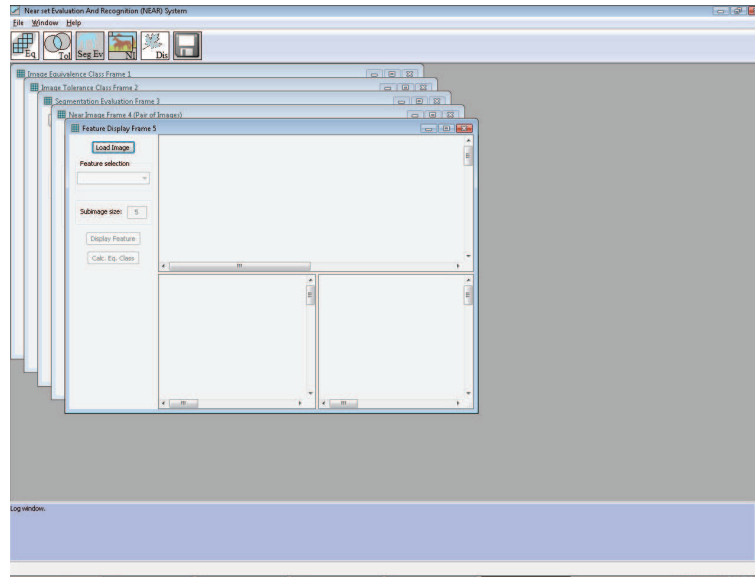 Near set Evaluation And Recognition (NEAR) System
File Window Help
Eq Tol Seg Ev NI Dis
Image Equivalence Class Frame 1
Image Tolerance Class Frame 2
Segmentation Evaluation Frame 3
Near Image Frame 4 (Pair of Images)
Feature Display Frame 5
Load Image
Feature selection
Subimage size: 5
Display Feature
Calc. Eq. Class
Log window.